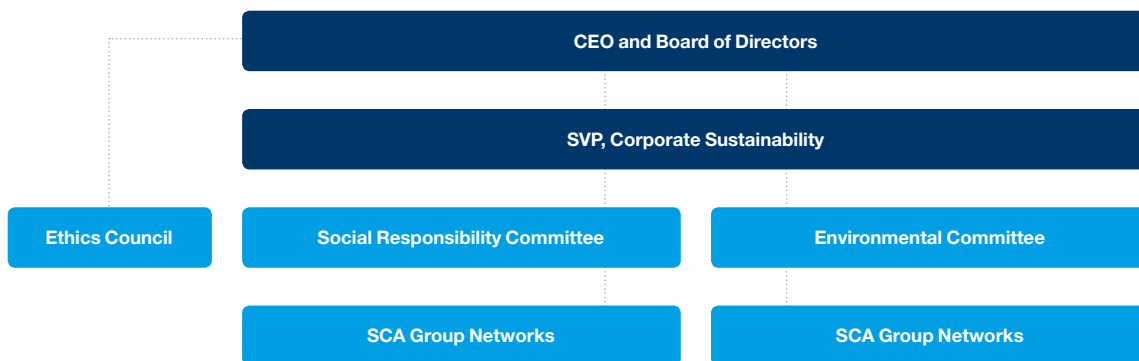 CEO and Board of Directors
SVP, Corporate Sustainability
Ethics Council
Social Responsibility Committee
Environmental Committee
SCA Group Networks
SCA Group Networks